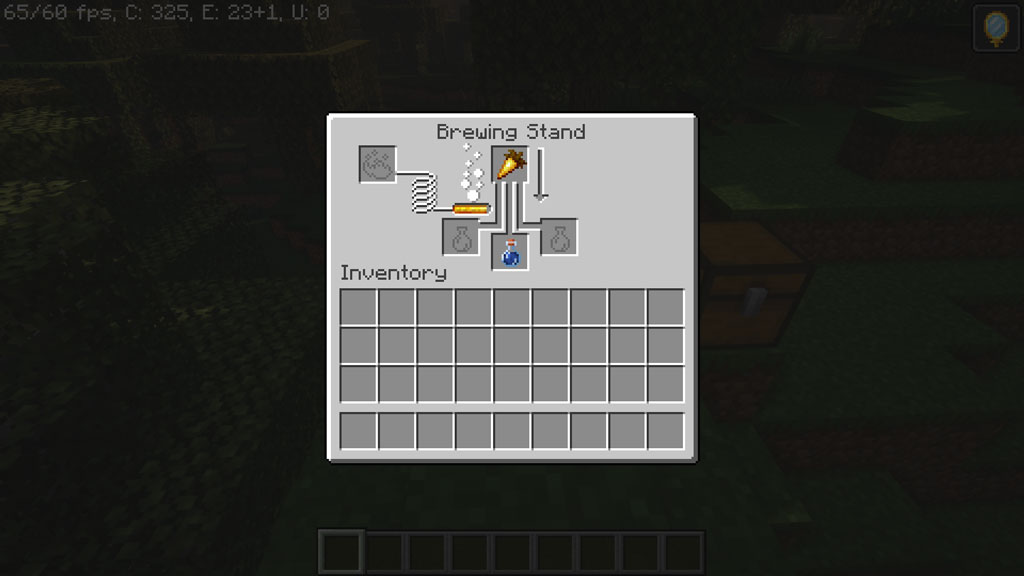 65/60 fps, C: 325, E: 23+1, U: 0
Brewing Stand
Inventory